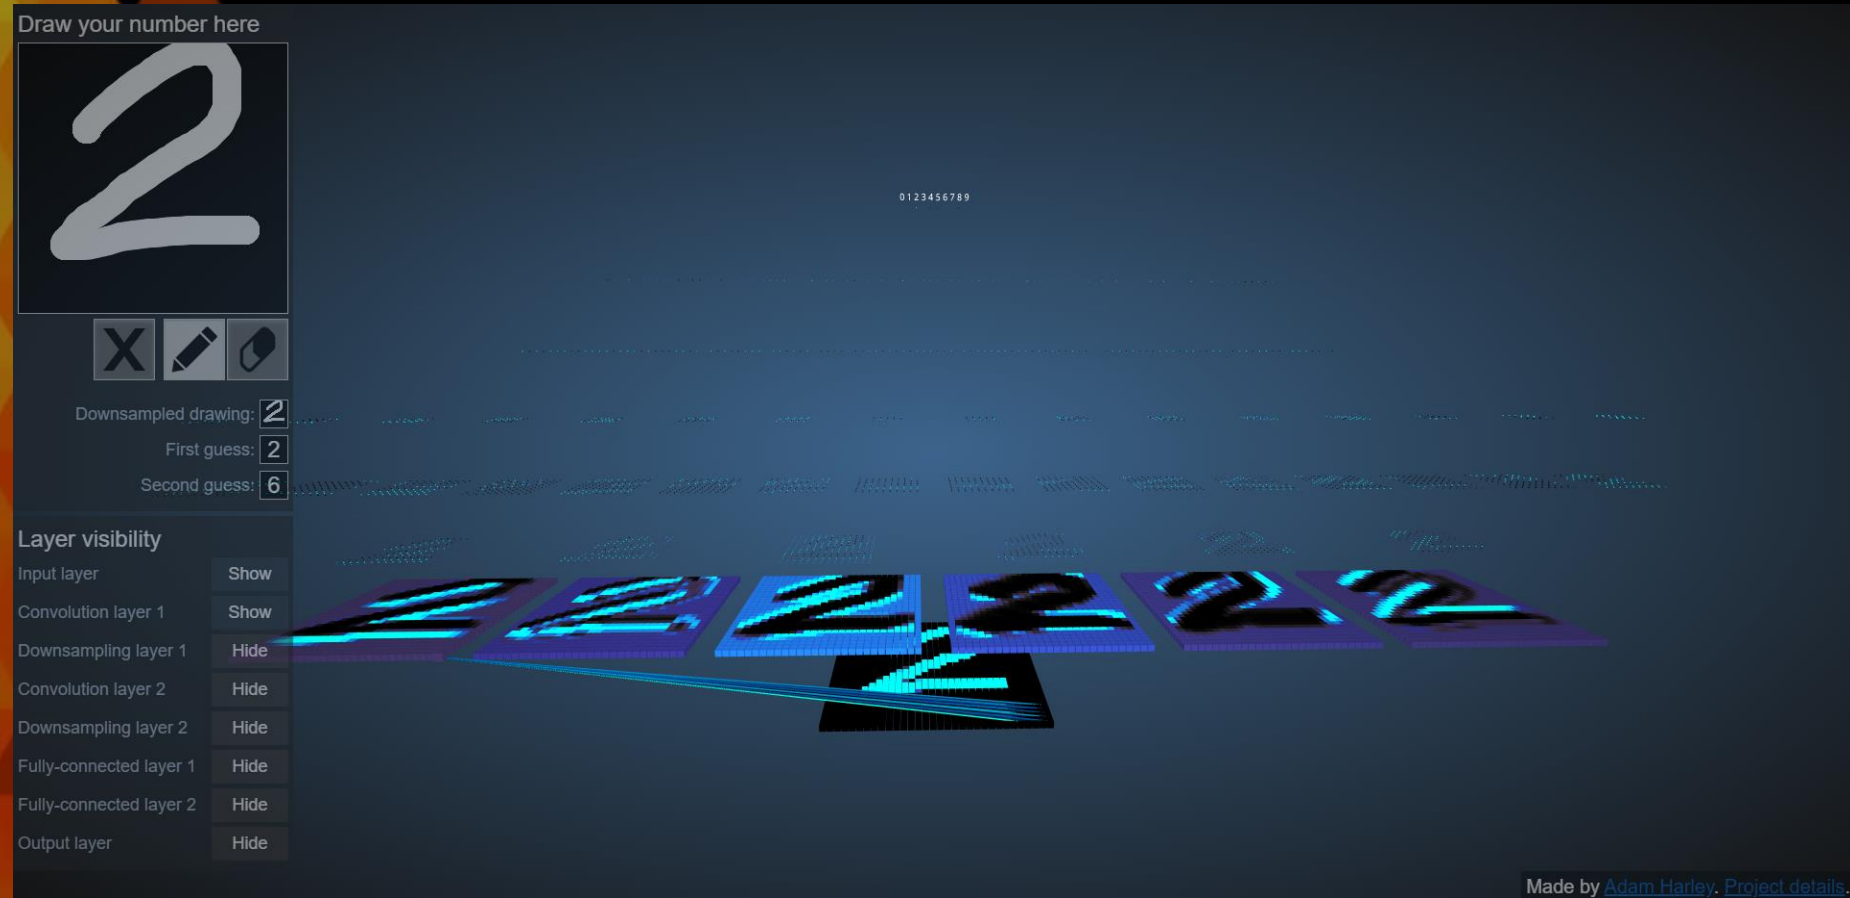 Draw your number here
2
0123456789
X
Downsampled drawing: 2
First guess: 2
Second guess: 6
Layer visibility
Input layer Show
Convolution layer 1 Show
Downsampling layer 1 Hide
Convolution layer 2 Hide
Downsampling layer 2 Hide
Fully-connected layer 1 Hide
Fully-connected layer 2 Hide
Output layer Hide
Made by Adam Harley. Project details.